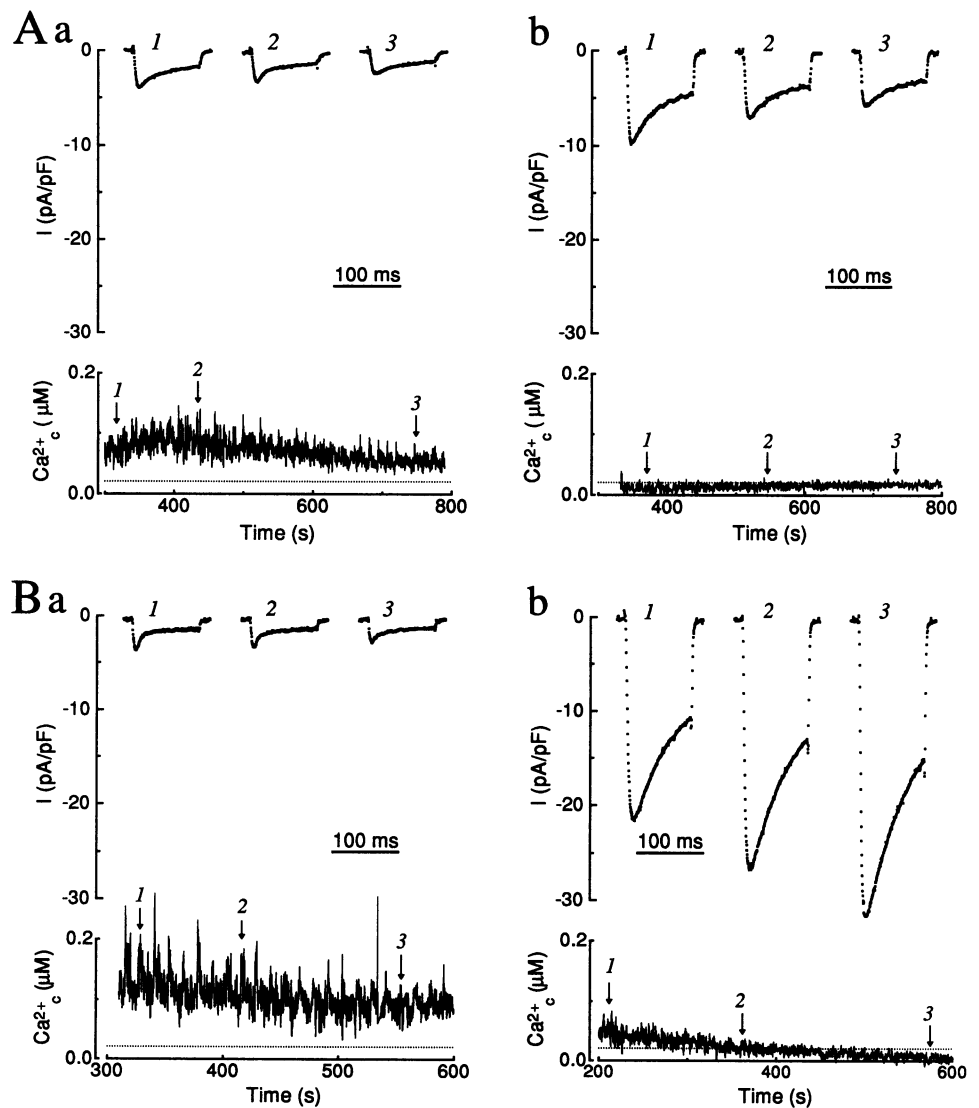 A a
1 2 3
0
-10
-20
-30
I (pA/pF)
100 ms
0.2
0.0
Ca2+c (µM)
1 2 3
400 600 800
Time (s)
b
1 2 3
0
-10
-20
-30
I (pA/pF)
100 ms
0.2
0.0
Ca2+c (µM)
1 2 3
400 600 800
Time (s)
B a
1 2 3
0
-10
-20
-30
I (pA/pF)
100 ms
0.2
0.0
Ca2+c (µM)
1 2 3
300 400 500 600
Time (s)
b
1 2 3
0
-10
-20
-30
I (pA/pF)
100 ms
0.2
0.0
Ca2+c (µM)
1 2 3
200 400 600
Time (s)